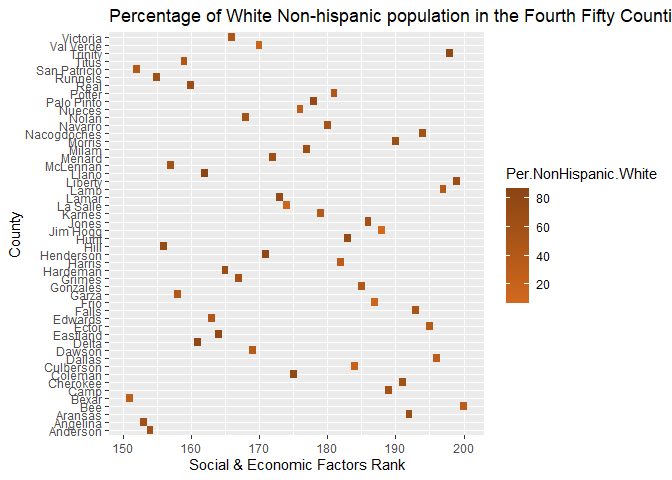 Percentage of White Non-hispanic population in the Fourth Fifty Counti
County
Victoria
Val Verde
Trinity
Titus
San Patricio
Runnels
Real
Potter
Palo Pinto
Nueces
Nolan
Navarro
Nacogdoches
Morris
Milam
Menard
McLennan
Llano
Liberty
Lamb
Lamar
La Salle
Karnes
Jones
Jim Hogg
Hunt
Hill
Henderson
Harris
Hardeman
Grimes
Gonzales
Garza
Frio
Falls
Edwards
Ector
Eastland
Delta
Dawson
Dallas
Culberson
Coleman
Cherokee
Camp
Bexar
Bee
Aransas
Angelina
Anderson
150 160 170 180 190 200
Social & Economic Factors Rank
Per.NonHispanic.White
80
60
40
20